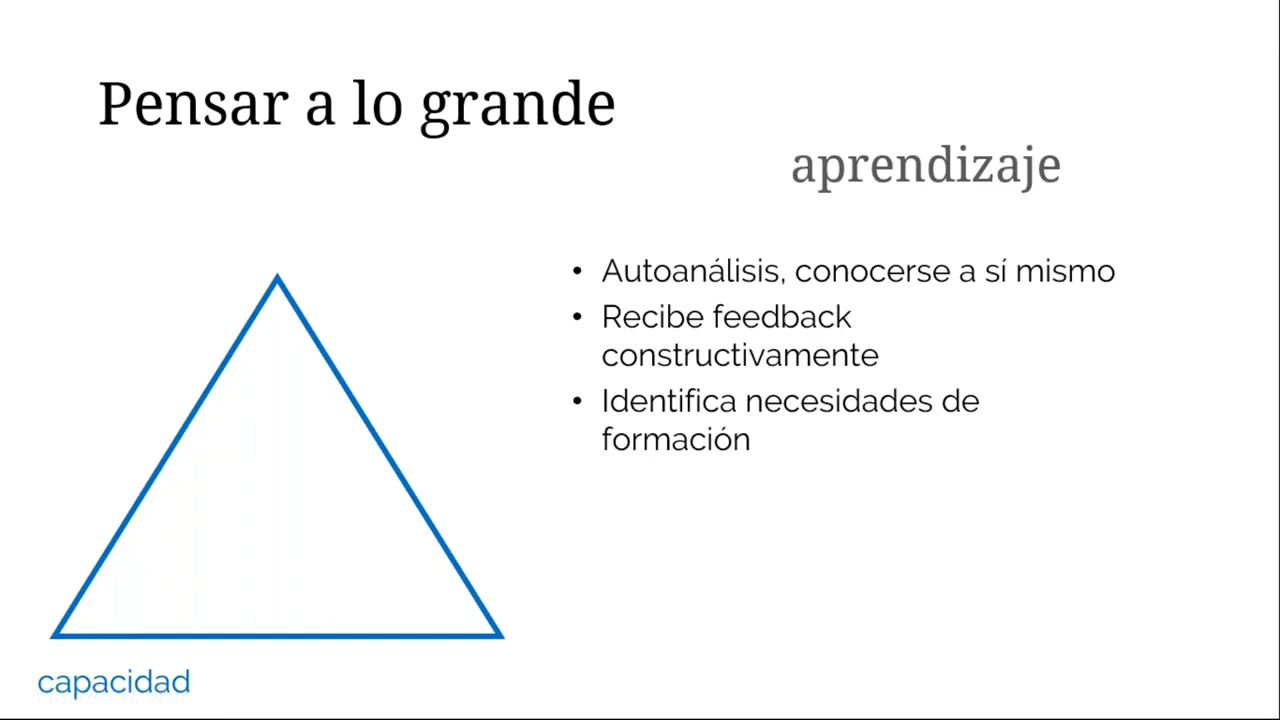 Pensar a lo grande
aprendizaje
• Autoanálisis, conocerse a sí mismo
• Recibe feedback
constructivamente
• Identifica necesidades de
formación
capacidad